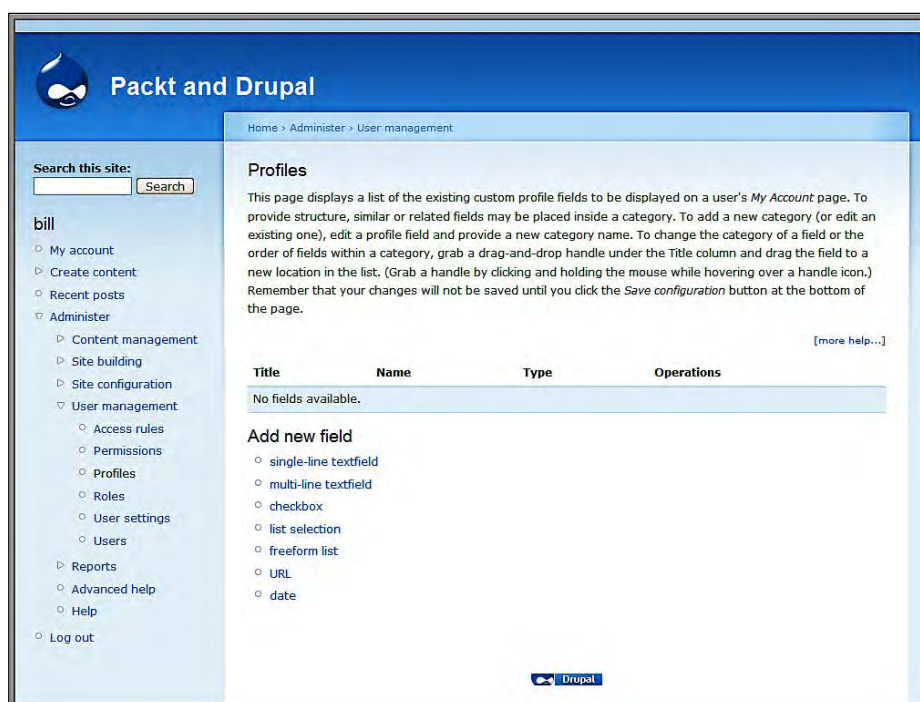 Packt and Drupal
Home › Administer › User management
Search this site:
Search
bill
My account
Create content
Recent posts
Administer
Content management
Site building
Site configuration
User management
Access rules
Permissions
Profiles
Roles
User settings
Users
Reports
Advanced help
Help
Log out
Profiles
This page displays a list of the existing custom profile fields to be displayed on a user's My Account page. To
provide structure, similar or related fields may be placed inside a category. To add a new category (or edit an
existing one), edit a profile field and provide a new category name. To change the category of a field or the
order of fields within a category, grab a drag-and-drop handle under the Title column and drag the field to a
new location in the list. (Grab a handle by clicking and holding the mouse while hovering over a handle icon.)
Remember that your changes will not be saved until you click the Save configuration button at the bottom of
the page.
[more help...]
Title Name Type Operations
No fields available.
Add new field
single-line textfield
multi-line textfield
checkbox
list selection
freeform list
URL
date
Drupal